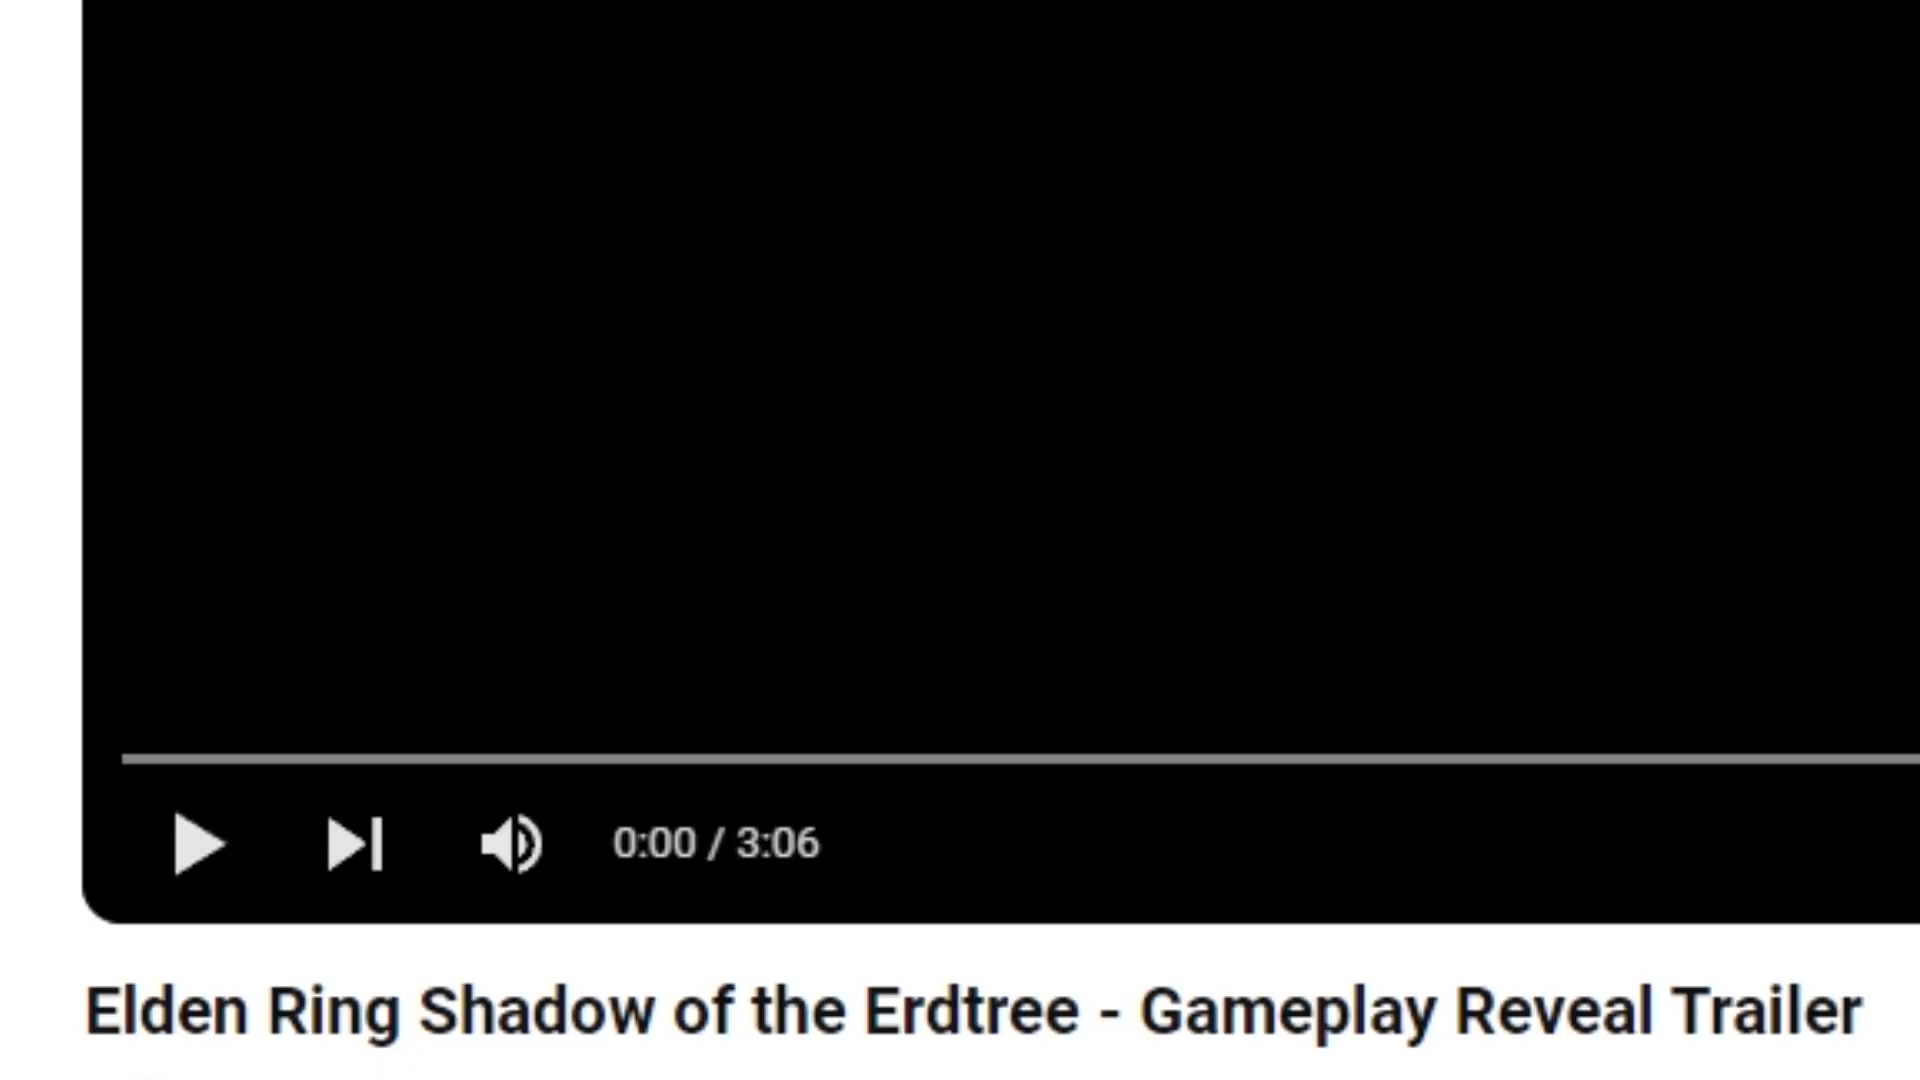 0:00 / 3:06
Elden Ring Shadow of the Erdtree - Gameplay Reveal Trailer